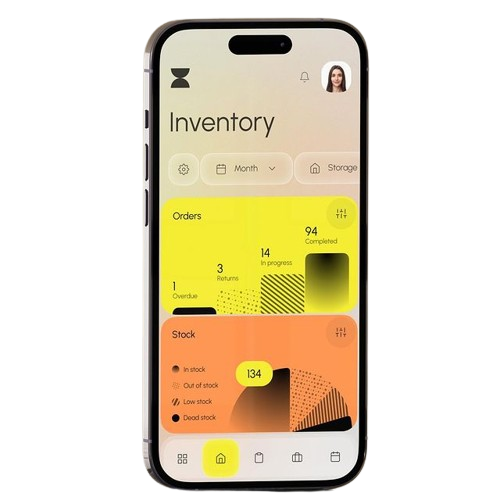 Inventory
Month
Storage
Orders
94
Completed
14
In progress
3
Returns
1
Overdue
Stock
In stock
134
Out of stock
Low stock
Dead stock